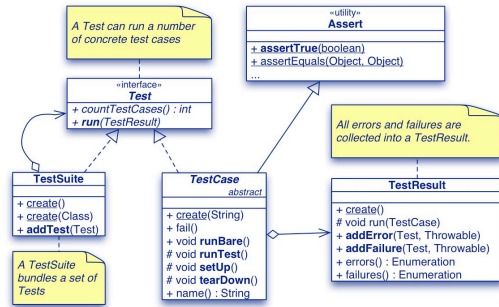 A Test can run a number
of concrete test cases
«utility»
Assert
+ assertTrue(boolean)
+ assertEquals(Object, Object)
...
«interface»
Test
+ countTestCases() : int
+ run(TestResult)
All errors and failures are
collected into a TestResult.
TestSuite
+ create()
+ create(Class)
+ addTest(Test)
TestCase
abstract
+ create(String)
+ fail()
+ void runBare()
# void runTest()
# void setUp()
# void tearDown()
+ name() : String
TestResult
+ create()
# void run(TestCase)
+ addError(Test, Throwable)
+ addFailure(Test, Throwable)
+ errors() : Enumeration
+ failures() : Enumeration
A TestSuite
bundles a set of
Tests